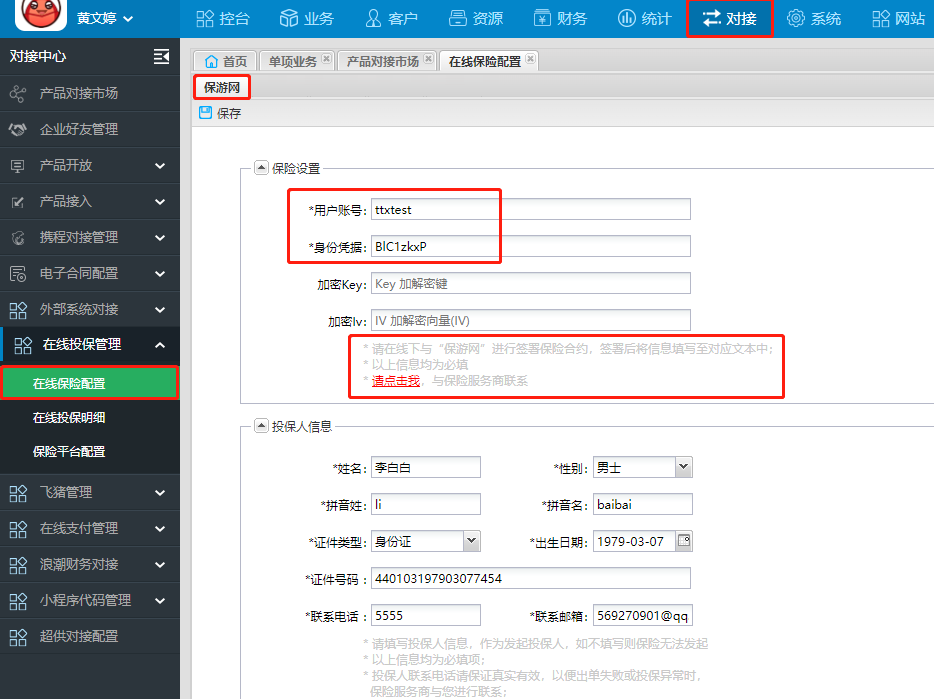 黄文婷
控台
业务
客户
资源
财务
统计
对接
系统
网站
对接中心
产品对接市场
企业好友管理
产品开放
产品接入
携程对接管理
电子合同配置
外部系统对接
在线投保管理
在线保险配置
在线投保明细
保险平台配置
飞猪管理
在线支付管理
浪潮财务对接
小程序代码管理
超供对接配置
首页
单项业务
产品对接市场
在线保险配置
保游网
保存
保险设置
*用户账号: ttxtest
*身份凭据: BlC1zkxP
加密Key: Key 加解密键
加密Iv: IV 加解密向量(IV)
* 请在线下与“保游网”进行签署保险合约，签署后将信息填写至对应文本中;
* 以上信息均为必填
* 请点击我，与保险服务商联系
投保人信息
*姓名: 李白白
*性别: 男士
*拼音姓: li
*拼音名: baibai
*证件类型: 身份证
*出生日期: 1979-03-07
*证件号码: 440103197903077454
*联系电话: 5555
*联系邮箱: 569270901@qq
* 请填写投保人信息，作为发起投保人，如不填写则保险无法发起
* 以上信息均为必填项;
* 投保人联系电话请保证真实有效，以便出单失败或投保异常时，
保险服务商与您进行联系;